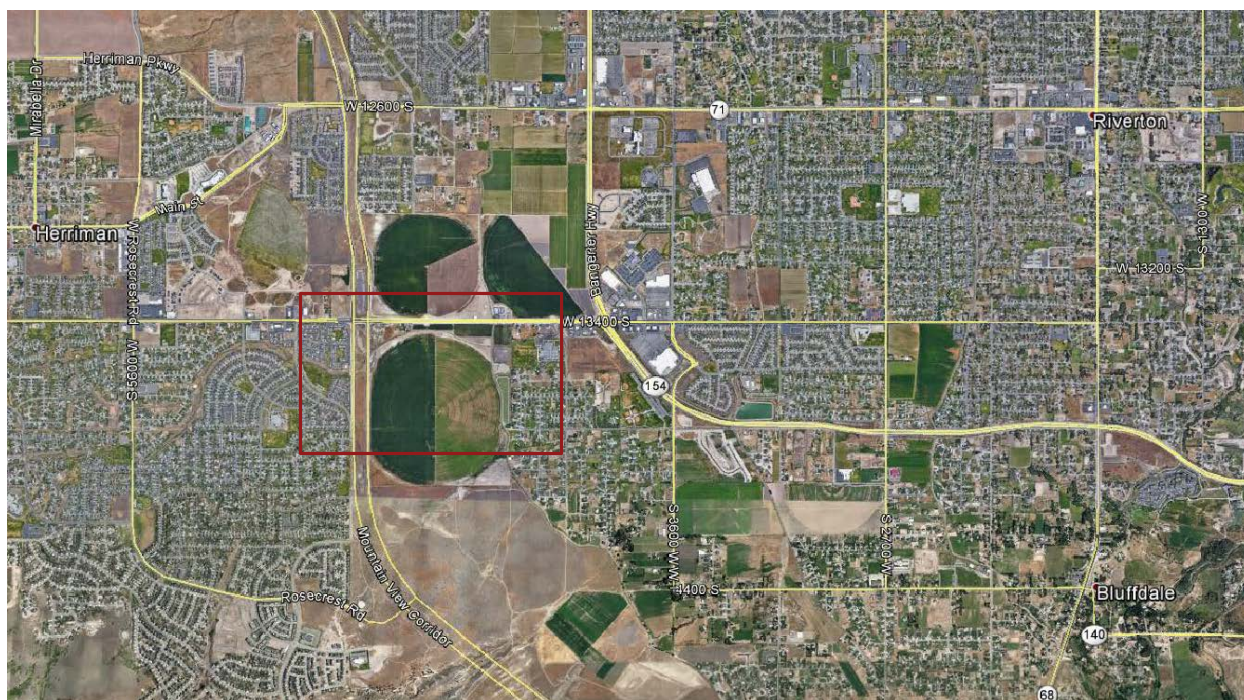 Herriman Pkwy
Mirabella Dr
W 12600 S
71
Riverton
Main St
Herriman
W Rosecrest Rd
Bangerter Hwy
S 1300 W
W 13200 S
W 13400 S
S 5600 W
154
Mountain View Corridor
S 3600 W
S 2700 W
Rosecrest Rd
4400 S
Bluffdale
140
68